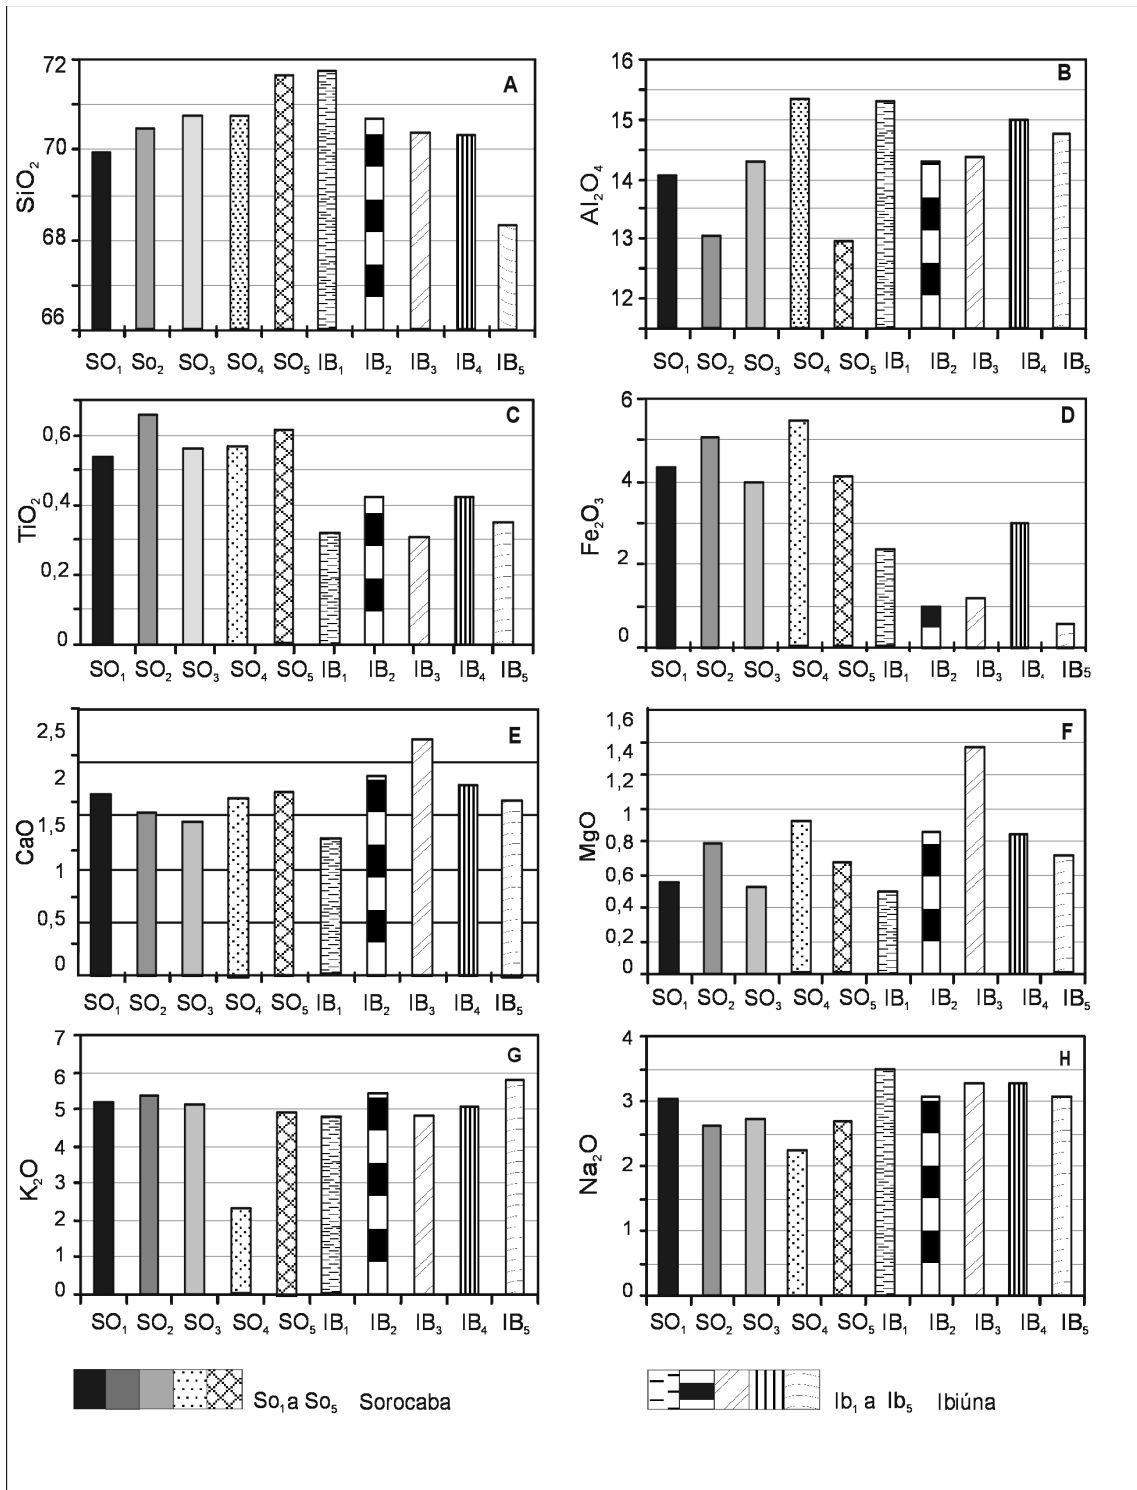 72
A
70
68
66
SiO₂
SO₁ So₂ SO₃ SO₄ SO₅ IB₁ IB₂ IB₃ IB₄ IB₅
16
B
15
14
13
12
Al₂O₄
SO₁ SO₂ SO₃ SO₄ SO₅ IB₁ IB₂ IB₃ IB₄ IB₅
C
0,6
0,4
0,2
0
TiO₂
SO₁ SO₂ SO₃ SO₄ SO₅ IB₁ IB₂ IB₃ IB₄ IB₅
6
D
4
2
0
Fe₂O₃
SO₁ SO₂ SO₃ SO₄ SO₅ IB₁ IB₂ IB₃ IB₄ IB₅
E
2,5
2
1,5
1
0,5
0
CaO
SO₁ SO₂ SO₃ SO₄ SO₅ IB₁ IB₂ IB₃ IB₄ IB₅
1,6
F
1,4
1,2
1
0,8
0,6
0,4
0,2
0
MgO
SO₁ SO₂ SO₃ SO₄ SO₅ IB₁ IB₂ IB₃ IB₄ IB₅
7
G
6
5
4
3
2
1
0
K₂O
SO₁ SO₂ SO₃ SO₄ SO₅ IB₁ IB₂ IB₃ IB₄ IB₅
4
H
3
2
1
0
Na₂O
SO₁ SO₂ SO₃ SO₄ SO₅ IB₁ IB₂ IB₃ IB₄ IB₅
So₁a So₅ Sorocaba
Ib₁ a Ib₅ Ibiúna